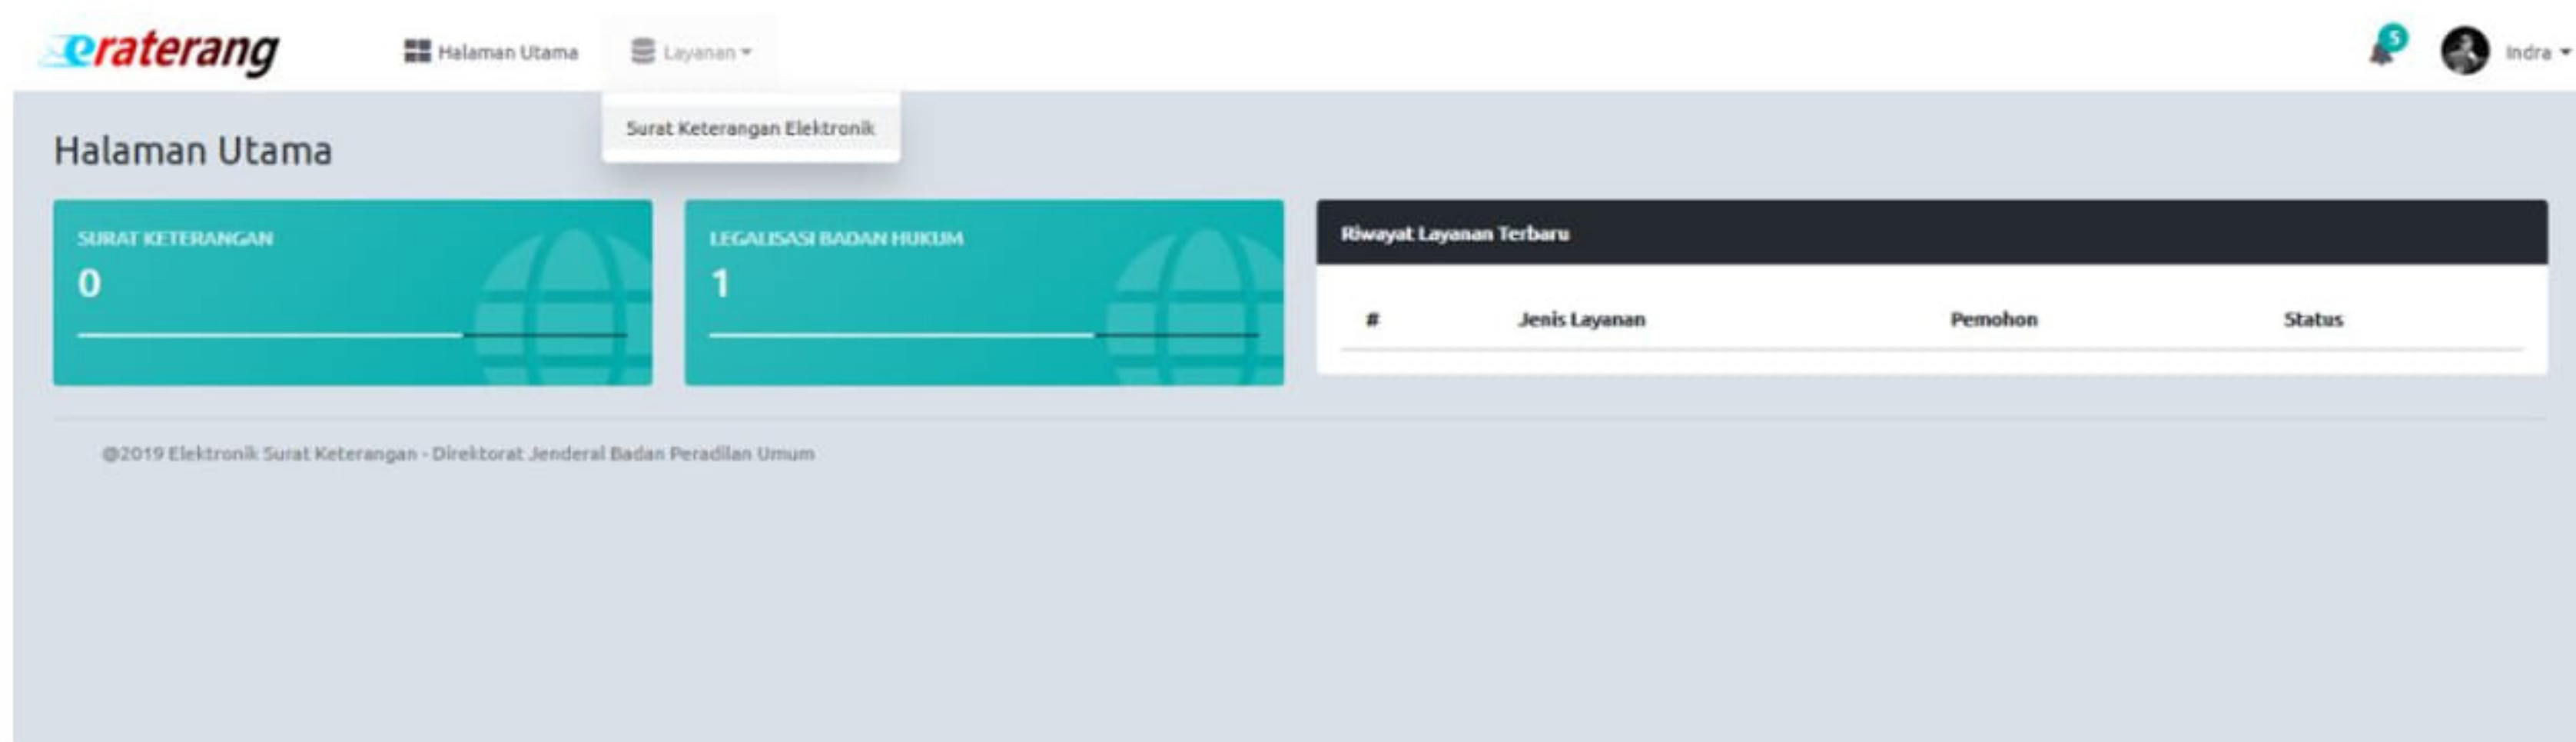 eraterang
Halaman Utama
Layanan
5
Indra
Surat Keterangan Elektronik
Halaman Utama
SURAT KETERANGAN
0
LEGALISASI BADAN HUKUM
1
Riwayat Layanan Terbaru
# Jenis Layanan Pemohon Status
@2019 Elektronik Surat Keterangan - Direktorat Jenderal Badan Peradilan Umum